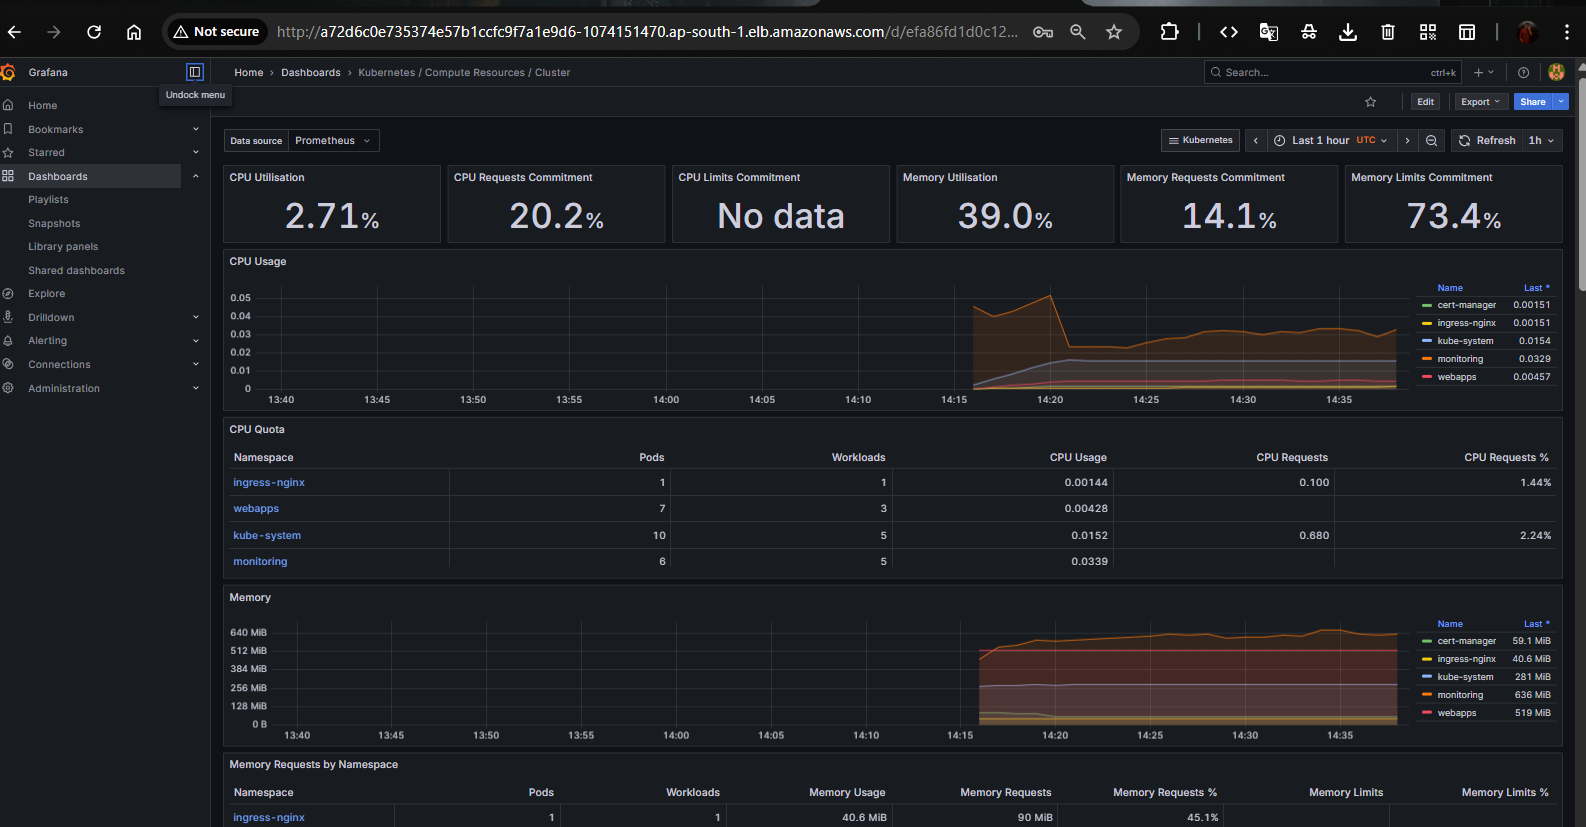 Not secure
http://a72d6c0e735374e57b1ccfc9f7a1e9d6-1074151470.ap-south-1.elb.amazonaws.com/d/efa86fd1d0c12...
Grafana
Home › Dashboards › Kubernetes / Compute Resources / Cluster
Search...
ctrl+k
Undock menu
Edit
Export
Share
Home
Bookmarks
Starred
Dashboards
Playlists
Snapshots
Library panels
Shared dashboards
Explore
Drilldown
Alerting
Connections
Administration
Data source Prometheus
Kubernetes
Last 1 hour UTC
Refresh 1h
CPU Utilisation
2.71%
CPU Requests Commitment
20.2%
CPU Limits Commitment
No data
Memory Utilisation
39.0%
Memory Requests Commitment
14.1%
Memory Limits Commitment
73.4%
CPU Usage
0.05
0.04
0.03
0.02
0.01
0
13:40 13:45 13:50 13:55 14:00 14:05 14:10 14:15 14:20 14:25 14:30 14:35
Name Last *
cert-manager 0.00151
ingress-nginx 0.00151
kube-system 0.0154
monitoring 0.0329
webapps 0.00457
CPU Quota
Namespace Pods Workloads CPU Usage CPU Requests CPU Requests %
ingress-nginx 1 1 0.00144 0.100 1.44%
webapps 7 3 0.00428
kube-system 10 5 0.0152 0.680 2.24%
monitoring 6 5 0.0339
Memory
640 MiB
512 MiB
384 MiB
256 MiB
128 MiB
0 B
13:40 13:45 13:50 13:55 14:00 14:05 14:10 14:15 14:20 14:25 14:30 14:35
Name Last *
cert-manager 59.1 MiB
ingress-nginx 40.6 MiB
kube-system 281 MiB
monitoring 636 MiB
webapps 519 MiB
Memory Requests by Namespace
Namespace Pods Workloads Memory Usage Memory Requests Memory Requests % Memory Limits Memory Limits %
ingress-nginx 1 1 40.6 MiB 90 MiB 45.1%